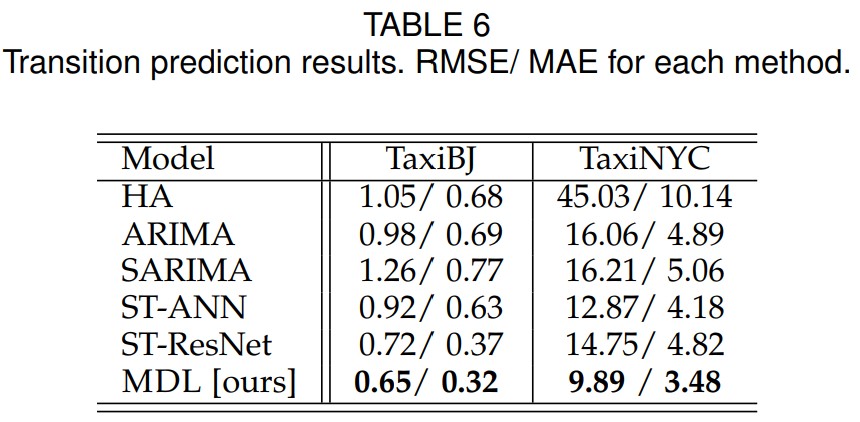 TABLE 6
Transition prediction results. RMSE/ MAE for each method.
Model TaxiBJ TaxiNYC
HA 1.05/ 0.68 45.03/ 10.14
ARIMA 0.98/ 0.69 16.06/ 4.89
SARIMA 1.26/ 0.77 16.21/ 5.06
ST-ANN 0.92/ 0.63 12.87/ 4.18
ST-ResNet 0.72/ 0.37 14.75/ 4.82
MDL [ours] 0.65/ 0.32 9.89 / 3.48